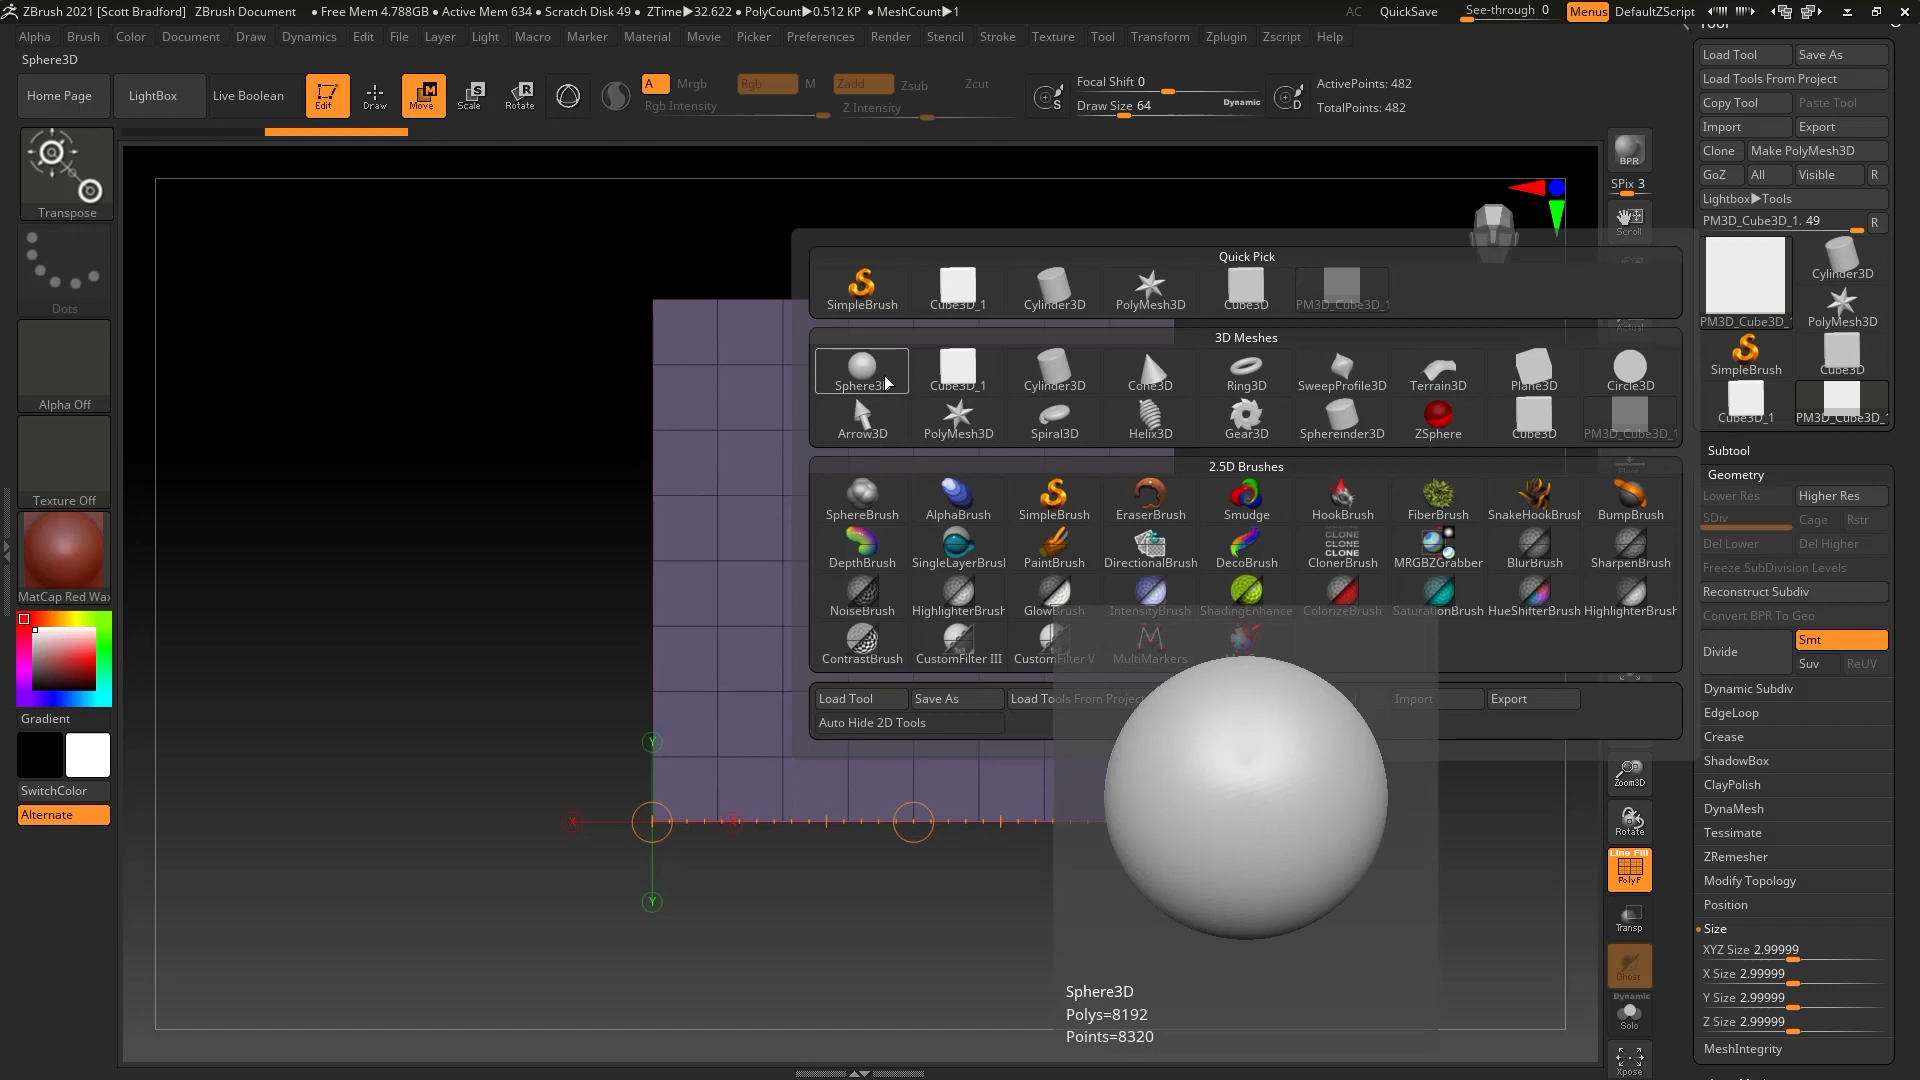 ZBrush 2021 [Scott Bradford] ZBrush Document • Free Mem 4.788GB • Active Mem 634 • Scratch Disk 49 • ZTime▶32.622 • PolyCount▶0.512 KP • MeshCount▶1 AC QuickSave See-through 0 Menus DefaultZScript
Alpha Brush Color Document Draw Dynamics Edit File Layer Light Macro Marker Material Movie Picker Preferences Render Stencil Stroke Texture Tool Transform Zplugin Zscript Help
Sphere3D
Home Page LightBox Live Boolean Edit Draw Move Scale Rotate
A Mrgb Rgb M Zadd Zsub Zcut
Rgb Intensity Z Intensity
Focal Shift 0
Draw Size 64 Dynamic
S D
ActivePoints: 482
TotalPoints: 482
Transpose
Dots
Alpha Off
Texture Off
MatCap Red Wax
Gradient
SwitchColor
Alternate
Quick Pick
SimpleBrush Cube3D_1 Cylinder3D PolyMesh3D Cube3D PM3D_Cube3D_1
3D Meshes
Sphere3D Cube3D_1 Cylinder3D Cone3D Ring3D SweepProfile3D Terrain3D Plane3D Circle3D
Arrow3D PolyMesh3D Spiral3D Helix3D Gear3D Sphereinder3D ZSphere Cube3D PM3D_Cube3D_1
2.5D Brushes
SphereBrush AlphaBrush SimpleBrush EraserBrush Smudge HookBrush FiberBrush SnakeHookBrush BumpBrush
CLONE
CLONE
CLONE
DepthBrush SingleLayerBrush PaintBrush DirectionalBrush DecoBrush ClonerBrush MRGBZGrabber BlurBrush SharpenBrush
NoiseBrush HighlighterBrush GlowBrush IntensityBrush ShadingEnhance ColorizeBrush SaturationBrush HueShifterBrush HighlighterBrush
ContrastBrush CustomFilter III CustomFilter V MultiMarkers
Load Tool Save As Load Tools From Project Import Export
Auto Hide 2D Tools
Y
X
Y
Sphere3D
Polys=8192
Points=8320
BPR
SPix 3
Scroll
Actual
Zoom3D
Rotate
Line Fill
PolyF
Transp
Ghost
Dynamic
Solo
Xpose
Tool
Load Tool Save As
Load Tools From Project
Copy Tool Paste Tool
Import Export
Clone Make PolyMesh3D
GoZ All Visible R
Lightbox▶Tools
PM3D_Cube3D_1. 49 R
Cylinder3D
PM3D_Cube3D_1 PolyMesh3D
SimpleBrush Cube3D
Cube3D_1 PM3D_Cube3D_1
Subtool
Geometry
Lower Res Higher Res
SDiv Cage Rstr
Del Lower Del Higher
Freeze SubDivision Levels
Reconstruct Subdiv
Convert BPR To Geo
Divide Smt
Suv ReUV
Dynamic Subdiv
EdgeLoop
Crease
ShadowBox
ClayPolish
DynaMesh
Tessimate
ZRemesher
Modify Topology
Position
Size
XYZ Size 2.99999
X Size 2.99999
Y Size 2.99999
Z Size 2.99999
MeshIntegrity